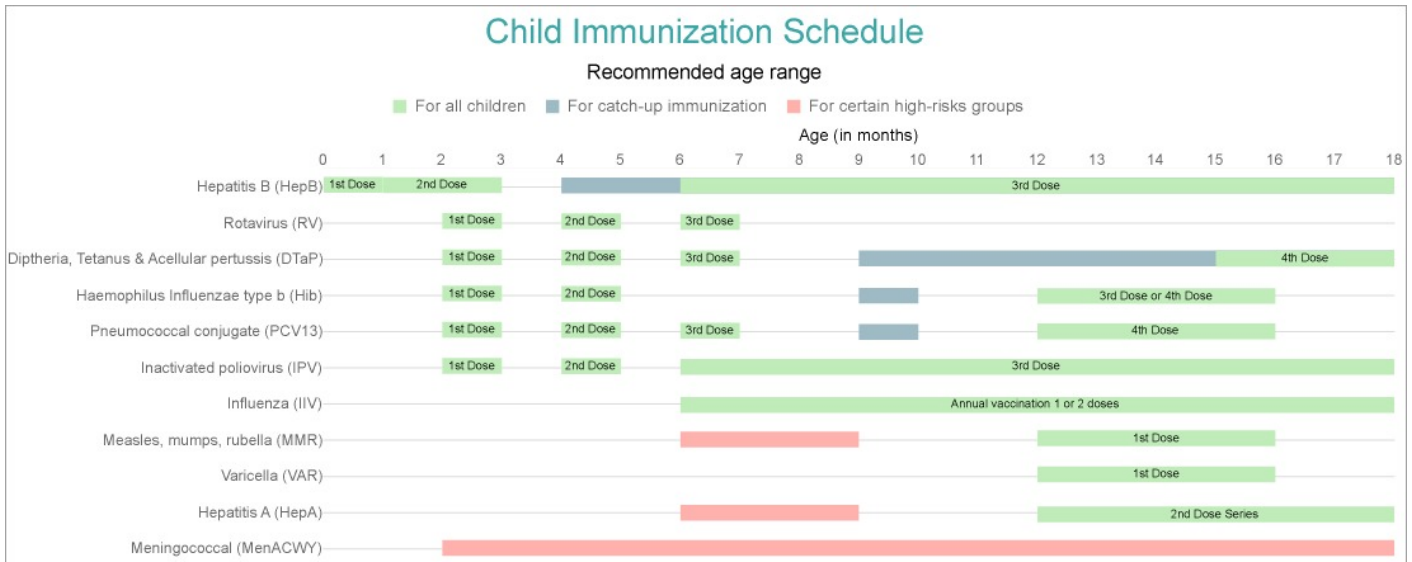 Child Immunization Schedule
Recommended age range
For all children For catch-up immunization For certain high-risks groups
Age (in months)
0 1 2 3 4 5 6 7 8 9 10 11 12 13 14 15 16 17 18
Hepatitis B (HepB) 1st Dose 2nd Dose 3rd Dose
Rotavirus (RV) 1st Dose 2nd Dose 3rd Dose
Diptheria, Tetanus & Acellular pertussis (DTaP) 1st Dose 2nd Dose 3rd Dose 4th Dose
Haemophilus Influenzae type b (Hib) 1st Dose 2nd Dose 3rd Dose or 4th Dose
Pneumococcal conjugate (PCV13) 1st Dose 2nd Dose 3rd Dose 4th Dose
Inactivated poliovirus (IPV) 1st Dose 2nd Dose 3rd Dose
Influenza (IIV) Annual vaccination 1 or 2 doses
Measles, mumps, rubella (MMR) 1st Dose
Varicella (VAR) 1st Dose
Hepatitis A (HepA) 2nd Dose Series
Meningococcal (MenACWY)